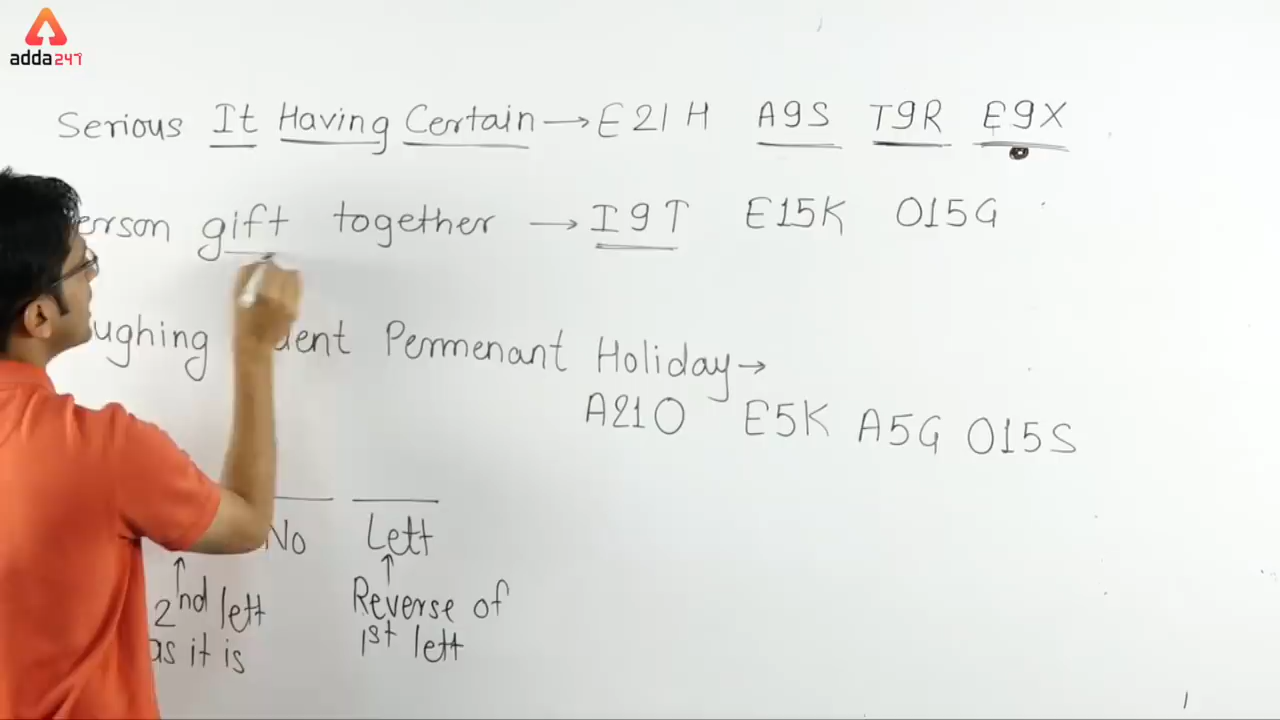 adda247
Serious It Having Certain → E21H A9S T9R E9X
erson gift together → I9T E15K O15G
ughing dent Permenant Holiday →
A21O E5K A5G O15S
No Lett
2nd lett Reverse of
as it is 1st lett